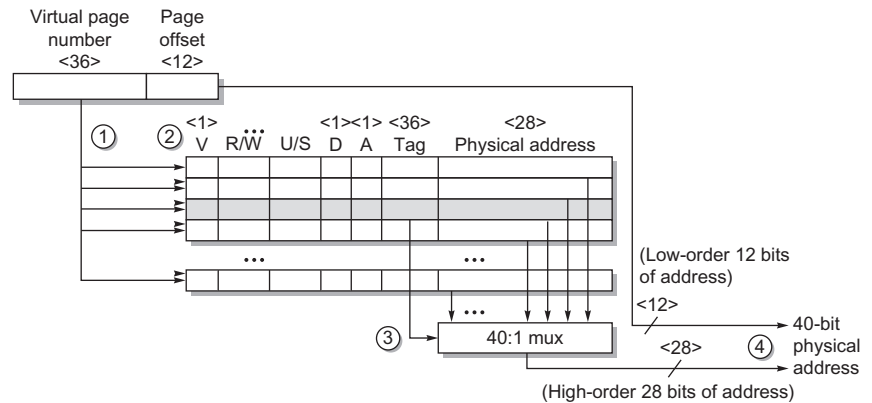 Virtual page number <36>
Page offset <12>
1
2
<1> ... <1><1> <36> <28>
V R/W U/S D A Tag Physical address
... ...
...
(Low-order 12 bits of address)
<12>
3
40:1 mux
<28>
4
40-bit physical address
(High-order 28 bits of address)